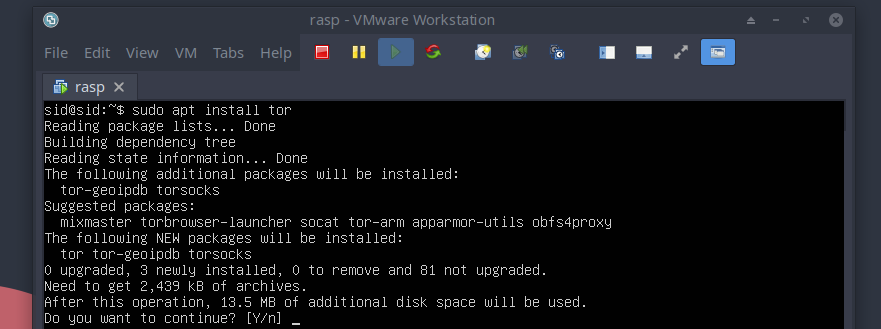 rasp - VMware Workstation
File Edit View VM Tabs Help
rasp
sid@sid:~$ sudo apt install tor
Reading package lists... Done
Building dependency tree
Reading state information... Done
The following additional packages will be installed:
  tor-geoipdb torsocks
Suggested packages:
  mixmaster torbrowser-launcher socat tor-arm apparmor-utils obfs4proxy
The following NEW packages will be installed:
  tor tor-geoipdb torsocks
0 upgraded, 3 newly installed, 0 to remove and 81 not upgraded.
Need to get 2,439 kB of archives.
After this operation, 13.5 MB of additional disk space will be used.
Do you want to continue? [Y/n] _